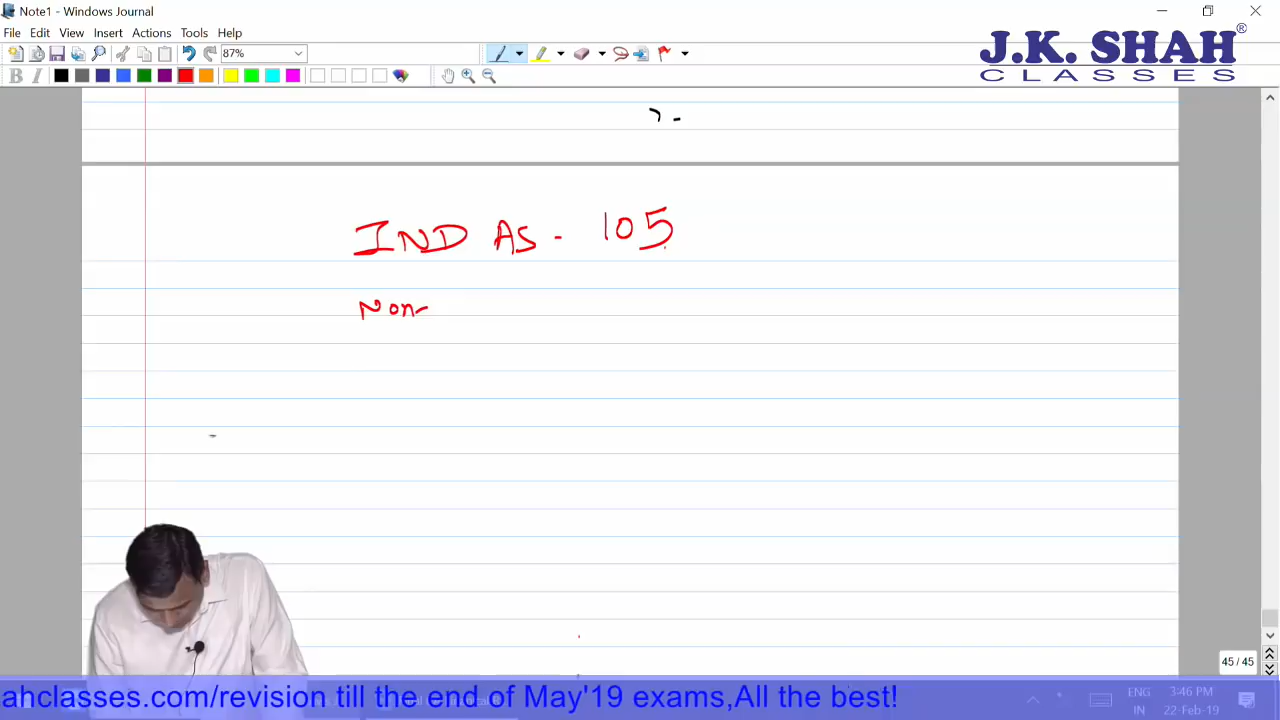 Note1 - Windows Journal
File Edit View Insert Actions Tools Help
87%
B I
J.K. SHAH®
CLASSES
IND AS - 105
Non-
45 / 45
ahclasses.com/revision till the end of May'19 exams,All the best!
ENG
IN
3:46 PM
22-Feb-19